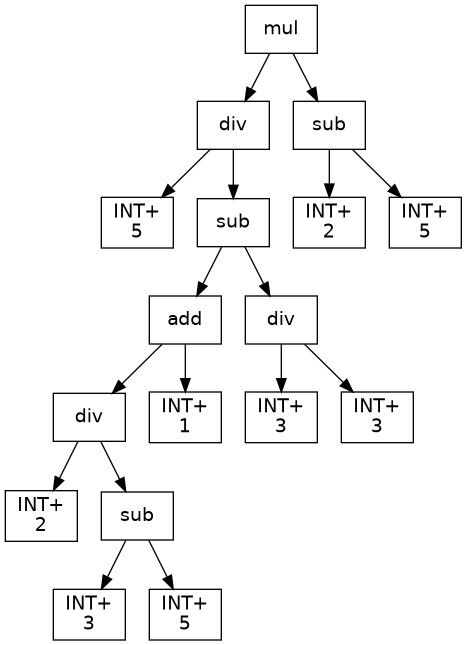 mul
div
sub
INT+
5
sub
INT+
2
INT+
5
add
div
div
INT+
1
INT+
3
INT+
3
INT+
2
sub
INT+
3
INT+
5